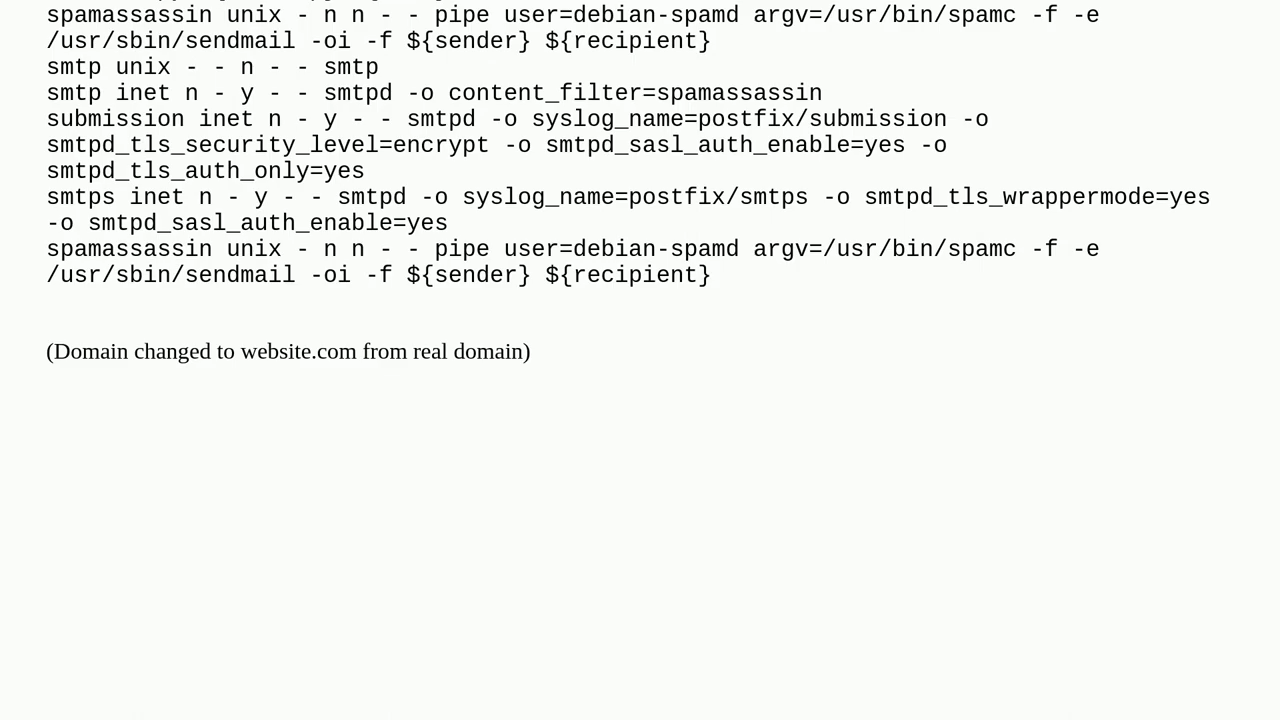 spamassassin unix - n n - - pipe user=debian-spamd argv=/usr/bin/spamc -f -e
/usr/sbin/sendmail -oi -f ${sender} ${recipient}
smtp unix - - n - - smtp
smtp inet n - y - - smtpd -o content_filter=spamassassin
submission inet n - y - - smtpd -o syslog_name=postfix/submission -o
smtpd_tls_security_level=encrypt -o smtpd_sasl_auth_enable=yes -o
smtpd_tls_auth_only=yes
smtps inet n - y - - smtpd -o syslog_name=postfix/smtps -o smtpd_tls_wrappermode=yes
-o smtpd_sasl_auth_enable=yes
spamassassin unix - n n - - pipe user=debian-spamd argv=/usr/bin/spamc -f -e
/usr/sbin/sendmail -oi -f ${sender} ${recipient}
(Domain changed to website.com from real domain)